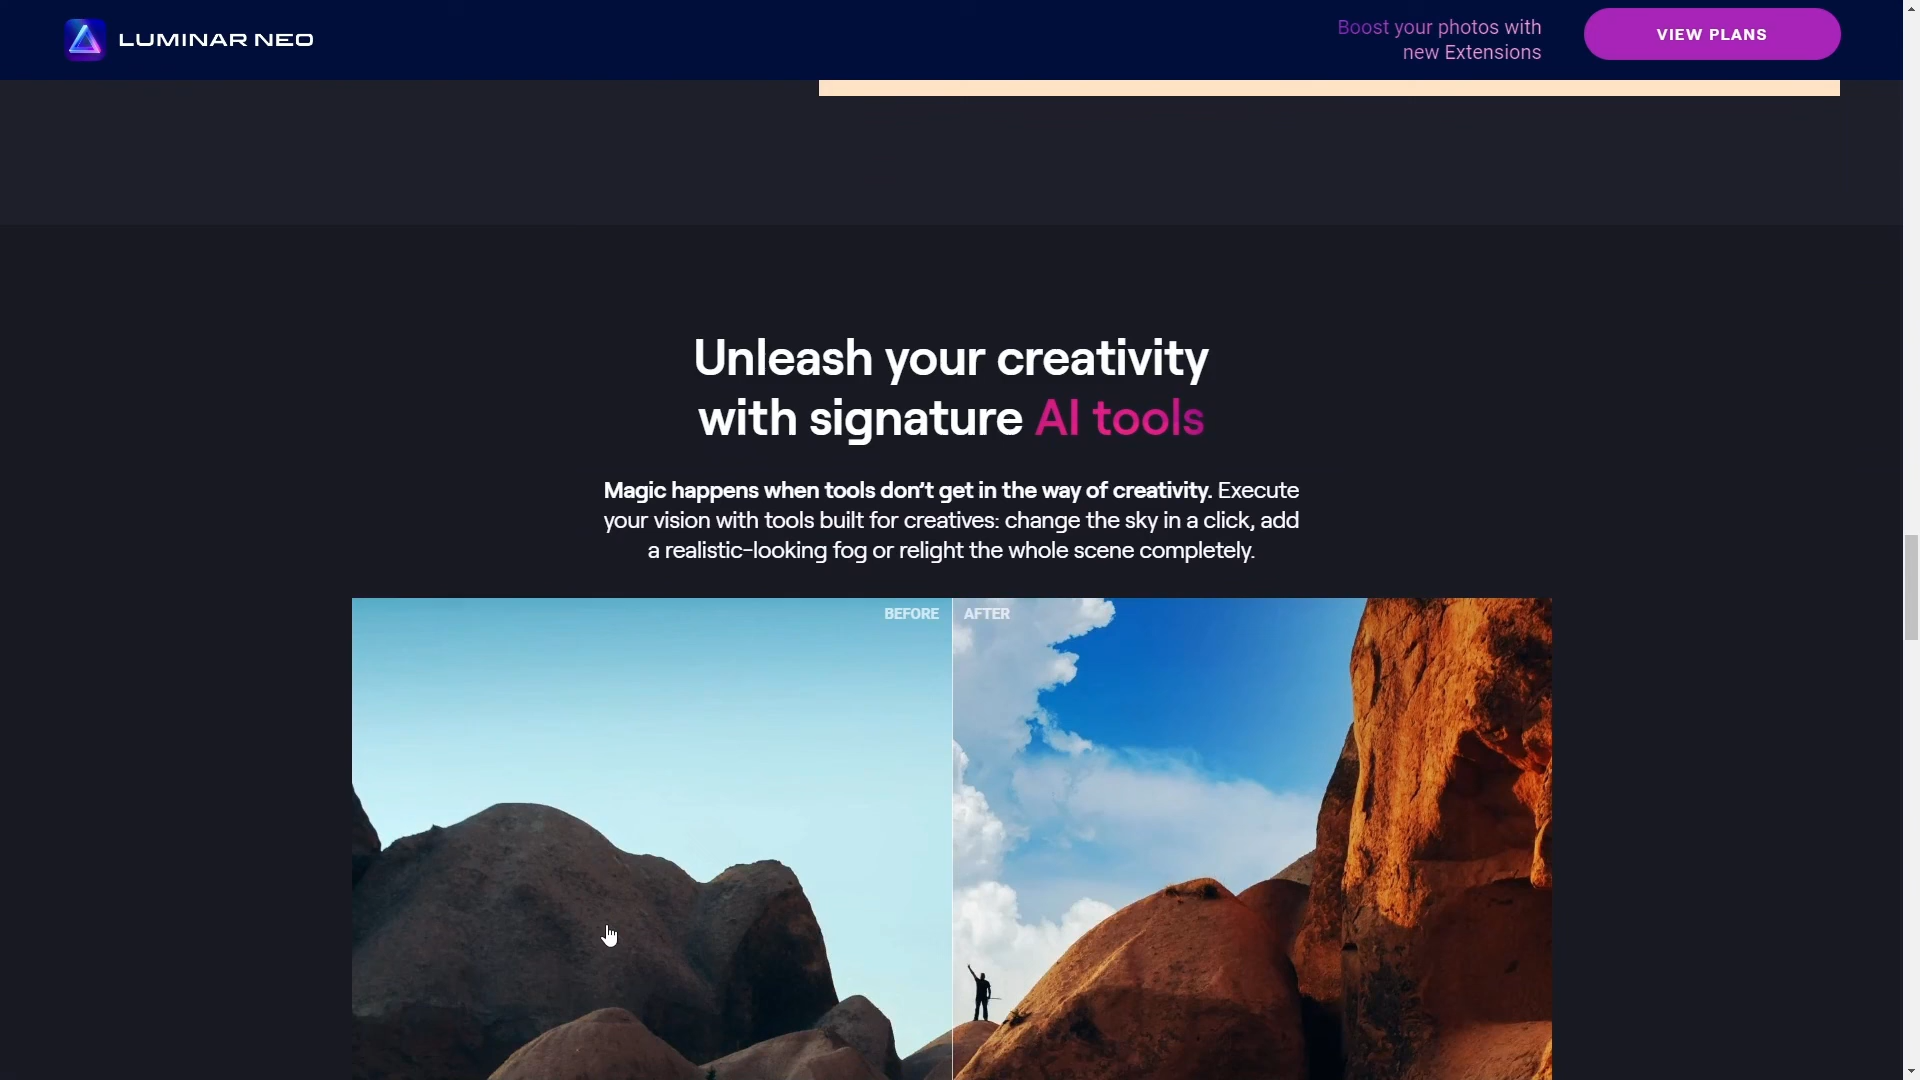 LUMINAR NEO
Boost your photos with
new Extensions
VIEW PLANS
Unleash your creativity
with signature AI tools
Magic happens when tools don’t get in the way of creativity. Execute
your vision with tools built for creatives: change the sky in a click, add
a realistic-looking fog or relight the whole scene completely.
BEFORE
AFTER